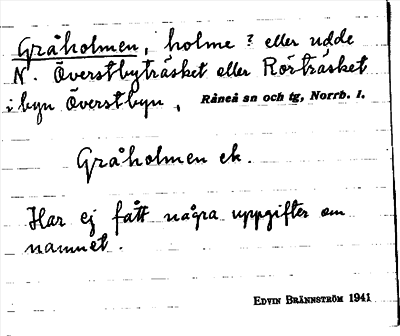 Gråholmen, holme? eller udde
N. Överstbyträsket eller Rörträsket
i byn Överstbyn, Råneå sn och tg, Norrb. l.
Gråholmen ek.
Har ej fått några uppgifter om
namnet.
EDVIN BRÄNNSTRÖM 1941